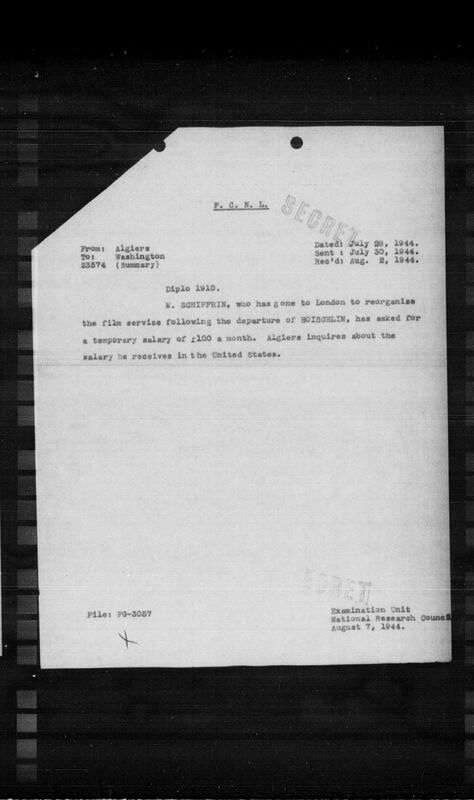 F. C. N. L.
SECRET
From: Algiers
To: Washington
23574 (Summary)
Dated: July 28, 1944.
Sent : July 30, 1944.
Rec'd: Aug. 2, 1944.
Diplo 1910.
M. SCHIFFRIN, who has gone to London to reorganize
the film service following the departure of BOISCHLIN, has asked for
a temporary salary of £100 a month. Algiers inquires about the
salary he receives in the United States.
SECRET
File: FG-3057
Examination Unit
National Research Council
August 7, 1944.